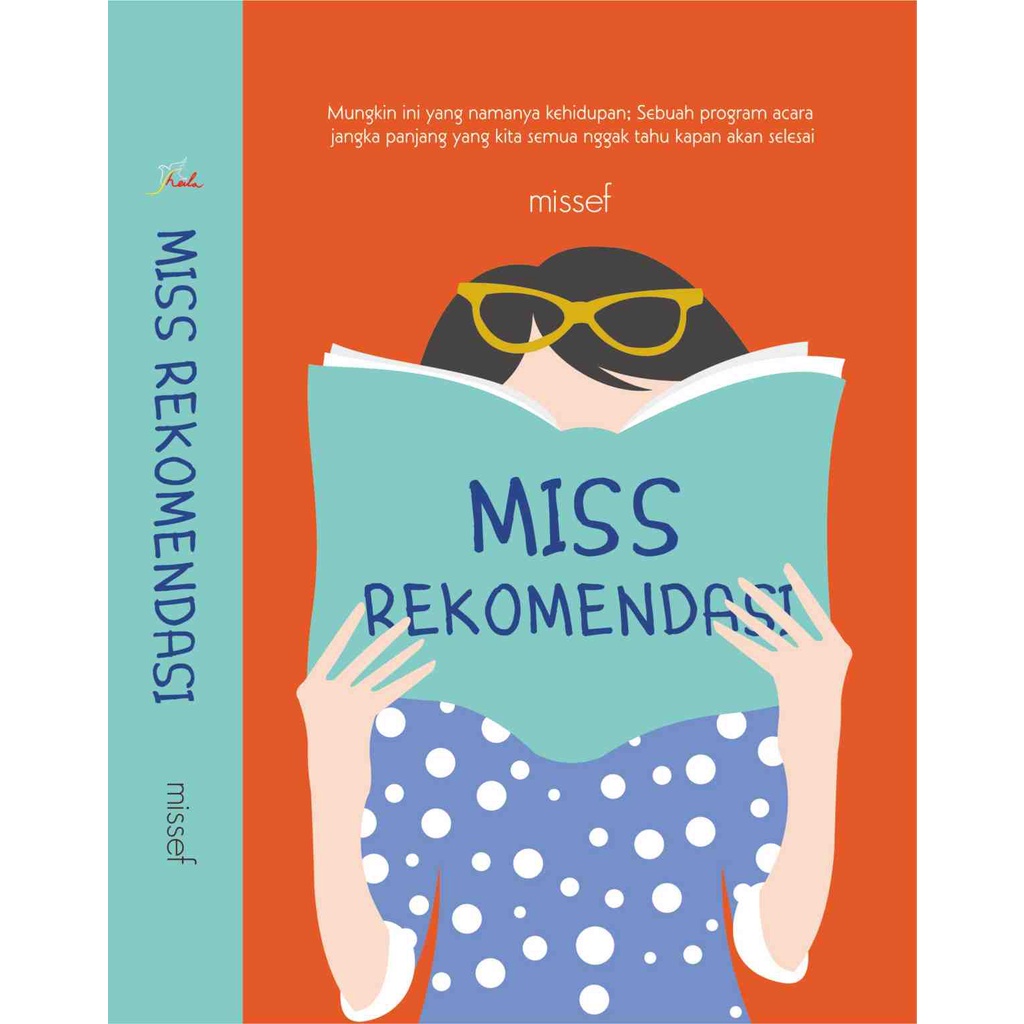 Mungkin ini yang namanya kehidupan; Sebuah program acara
jangka panjang yang kita semua nggak tahu kapan akan selesai
missef
MISS
REKOMENDASI
Sheila
MISS REKOMENDASI
missef